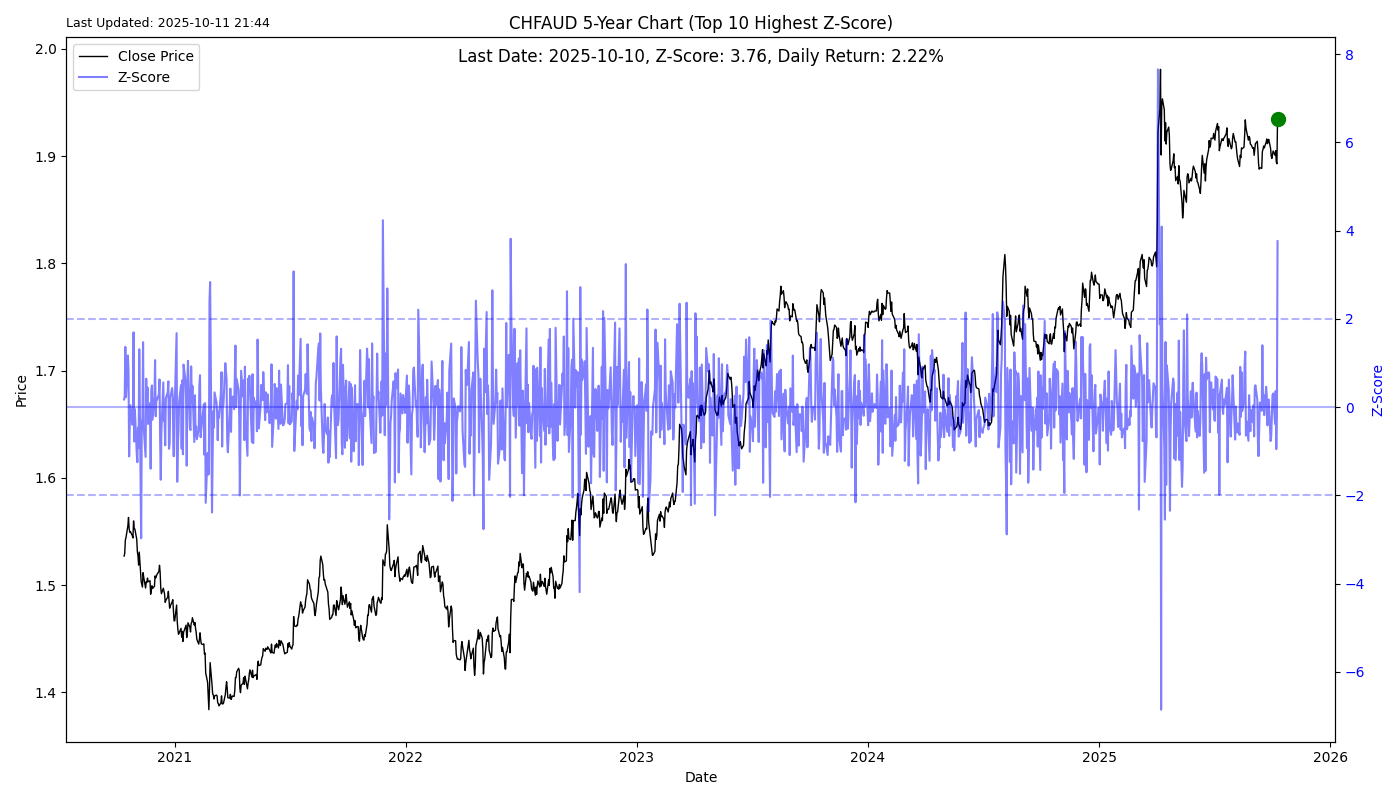 Last Updated: 2025-10-11 21:44
CHFAUD 5-Year Chart (Top 10 Highest Z-Score)
Last Date: 2025-10-10, Z-Score: 3.76, Daily Return: 2.22%
Close Price
Z-Score
2.0
1.9
1.8
1.7
1.6
1.5
1.4
Price
8
6
4
2
0
−2
−4
−6
Z-Score
2021
2022
2023
2024
2025
2026
Date